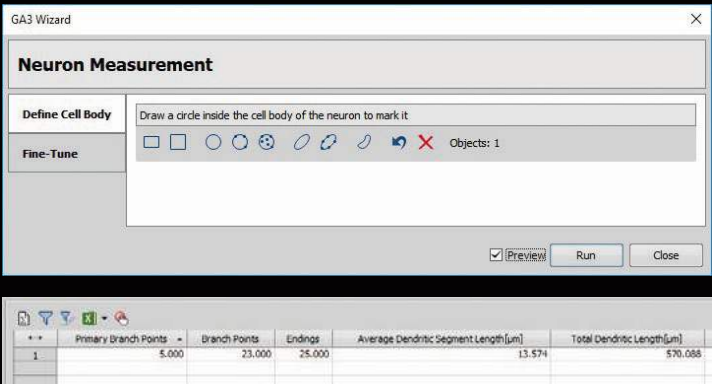 GA3 Wizard
Neuron Measurement
Define Cell Body
Draw a circle inside the cell body of the neuron to mark it
Objects: 1
Fine-Tune
Preview Run Close
Primary Branch Points Branch Points Endings Average Dendritic Segment Length[µm] Total Dendritic Length[µm]
1 5.000 23.000 25.000 13.574 570.088